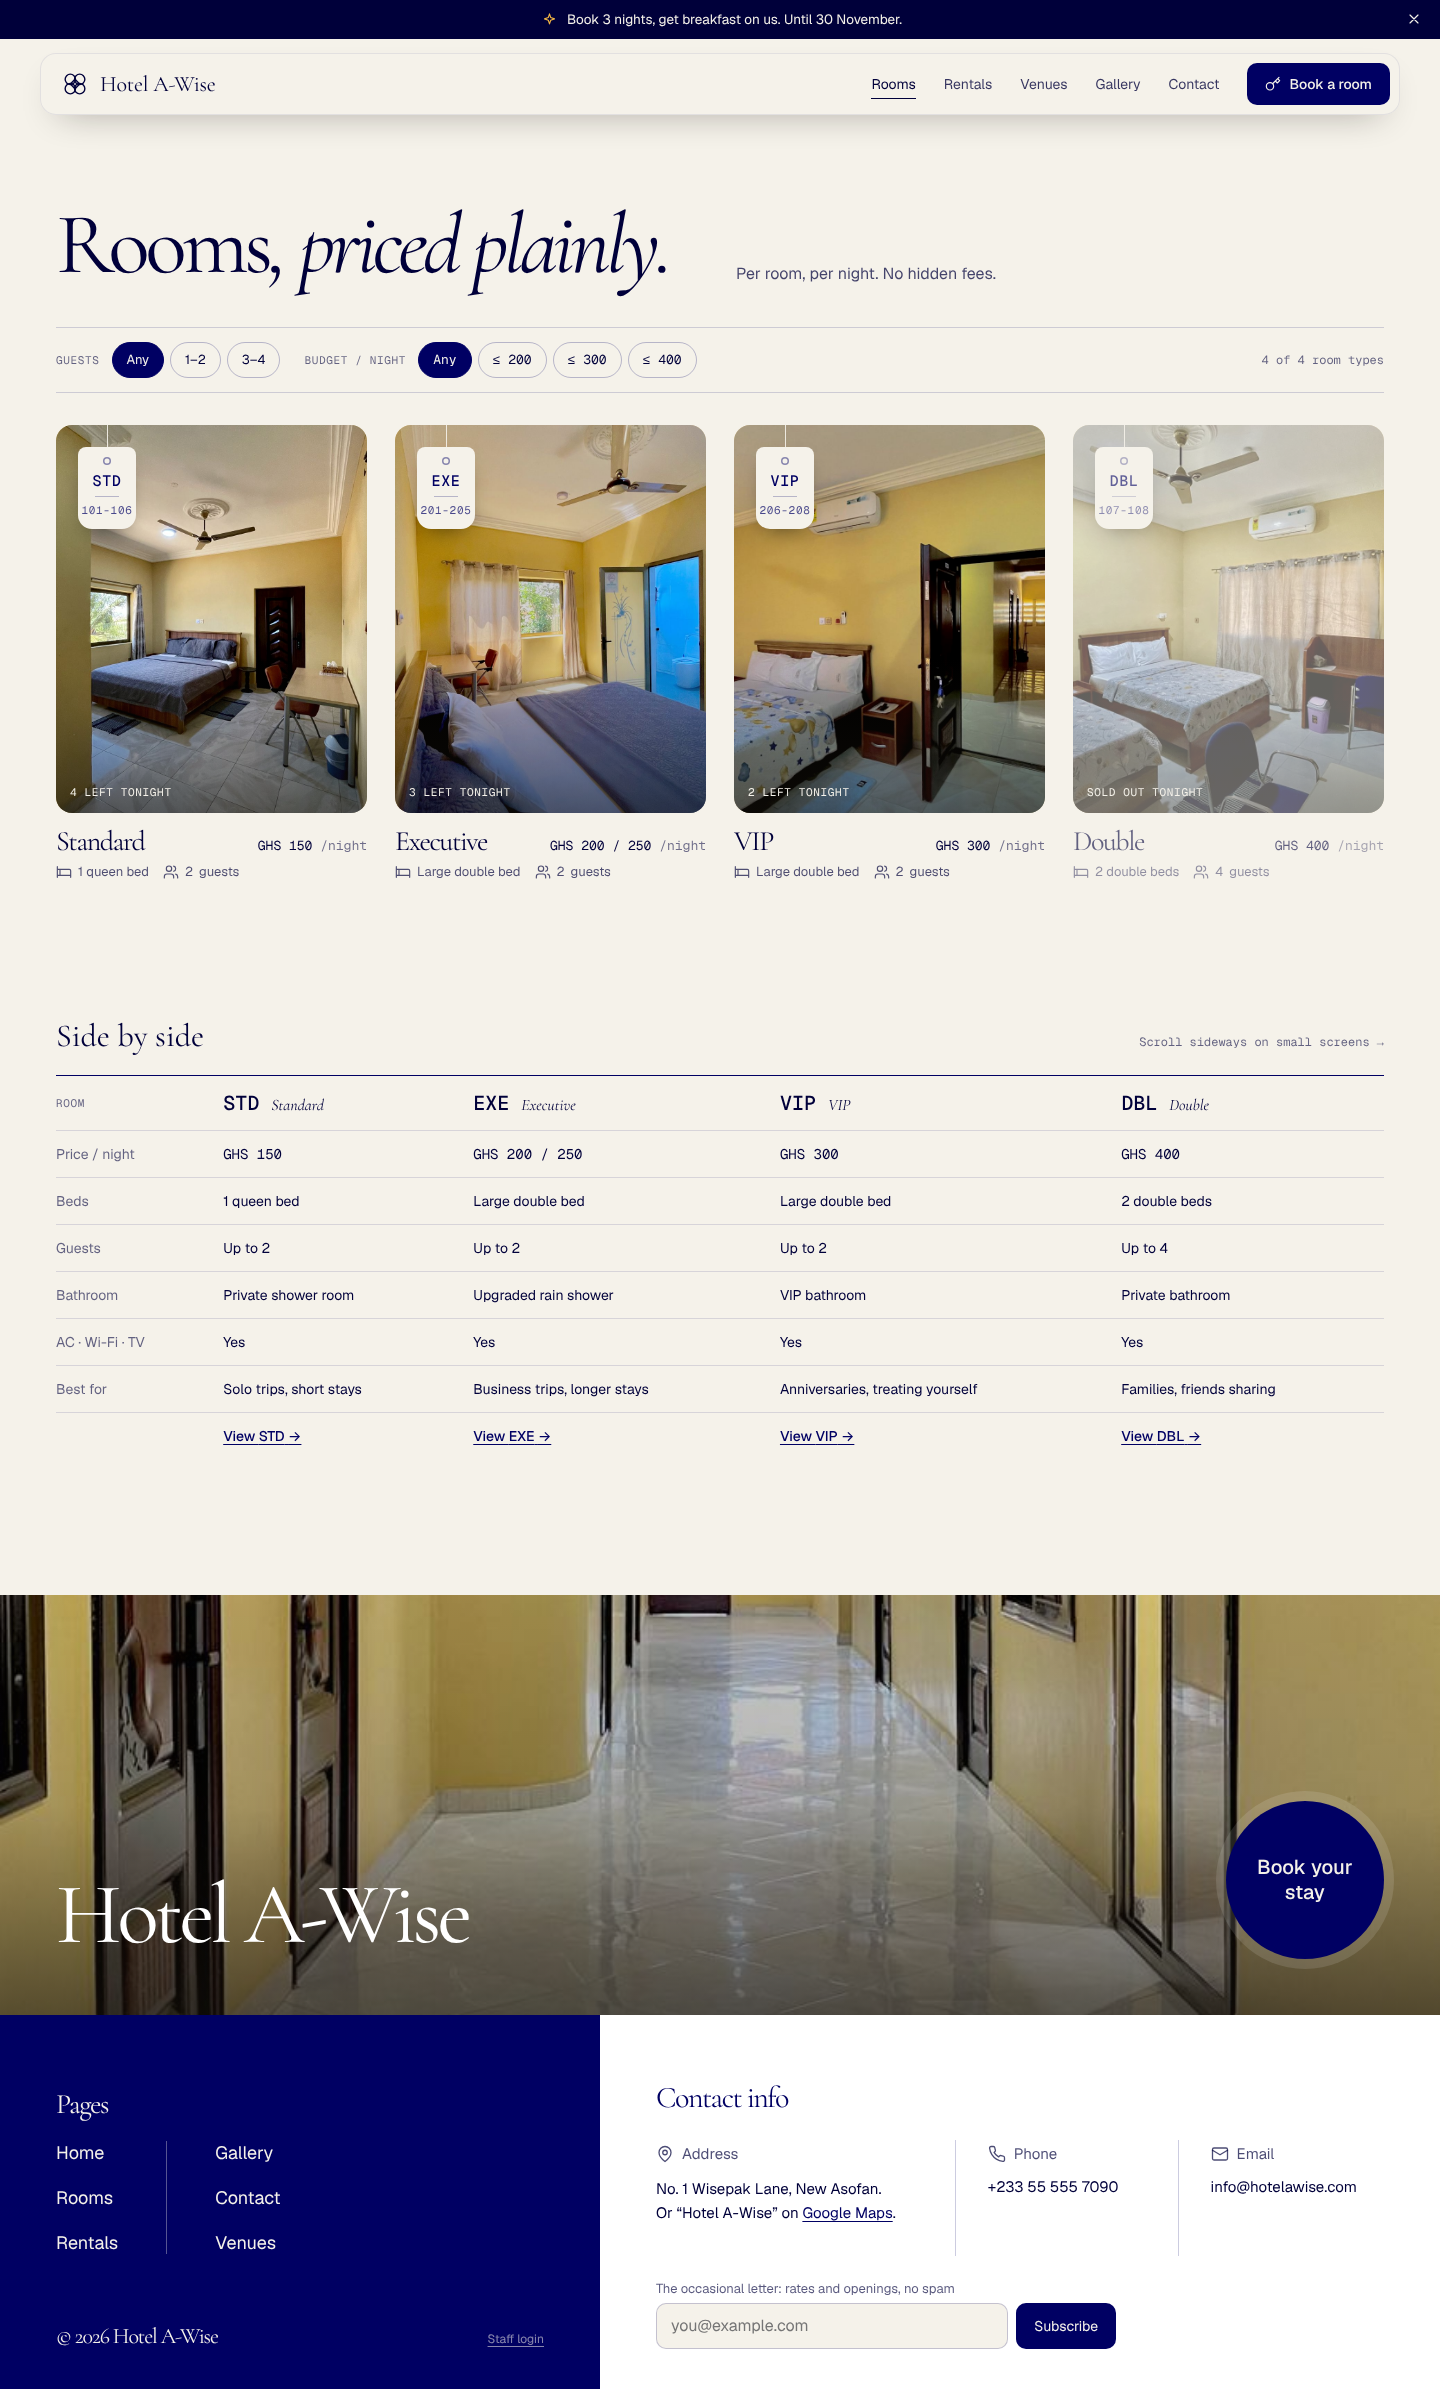 Book 3 nights, get breakfast on us. Until 30 November.
Hotel A-Wise
Rooms
Rentals
Venues
Gallery
Contact
Book a room
Rooms, priced plainly.
Per room, per night. No hidden fees.
GUESTS
Any
1–2
3–4
BUDGET / NIGHT
Any
≤ 200
≤ 300
≤ 400
4 of 4 room types
STD
101-106
4 LEFT TONIGHT
Standard
GHS 150 /night
1 queen bed
2 guests
EXE
201-205
3 LEFT TONIGHT
Executive
GHS 200 / 250 /night
Large double bed
2 guests
VIP
206-208
2 LEFT TONIGHT
VIP
GHS 300 /night
Large double bed
2 guests
DBL
107-108
SOLD OUT TONIGHT
Double
GHS 400 /night
2 double beds
4 guests
Side by side
Scroll sideways on small screens →
ROOM STD Standard EXE Executive VIP VIP DBL Double
Price / night GHS 150 GHS 200 / 250 GHS 300 GHS 400
Beds 1 queen bed Large double bed Large double bed 2 double beds
Guests Up to 2 Up to 2 Up to 2 Up to 4
Bathroom Private shower room Upgraded rain shower VIP bathroom Private bathroom
AC · Wi-Fi · TV Yes Yes Yes Yes
Best for Solo trips, short stays Business trips, longer stays Anniversaries, treating yourself Families, friends sharing
View STD → View EXE → View VIP → View DBL →
Hotel A-Wise
Book your
stay
Pages
Home
Rooms
Rentals
Gallery
Contact
Venues
© 2026 Hotel A-Wise
Staff login
Contact info
Address
No. 1 Wisepak Lane, New Asofan.
Or “Hotel A-Wise” on Google Maps.
Phone
+233 55 555 7090
Email
info@hotelawise.com
The occasional letter: rates and openings, no spam
you@example.com
Subscribe